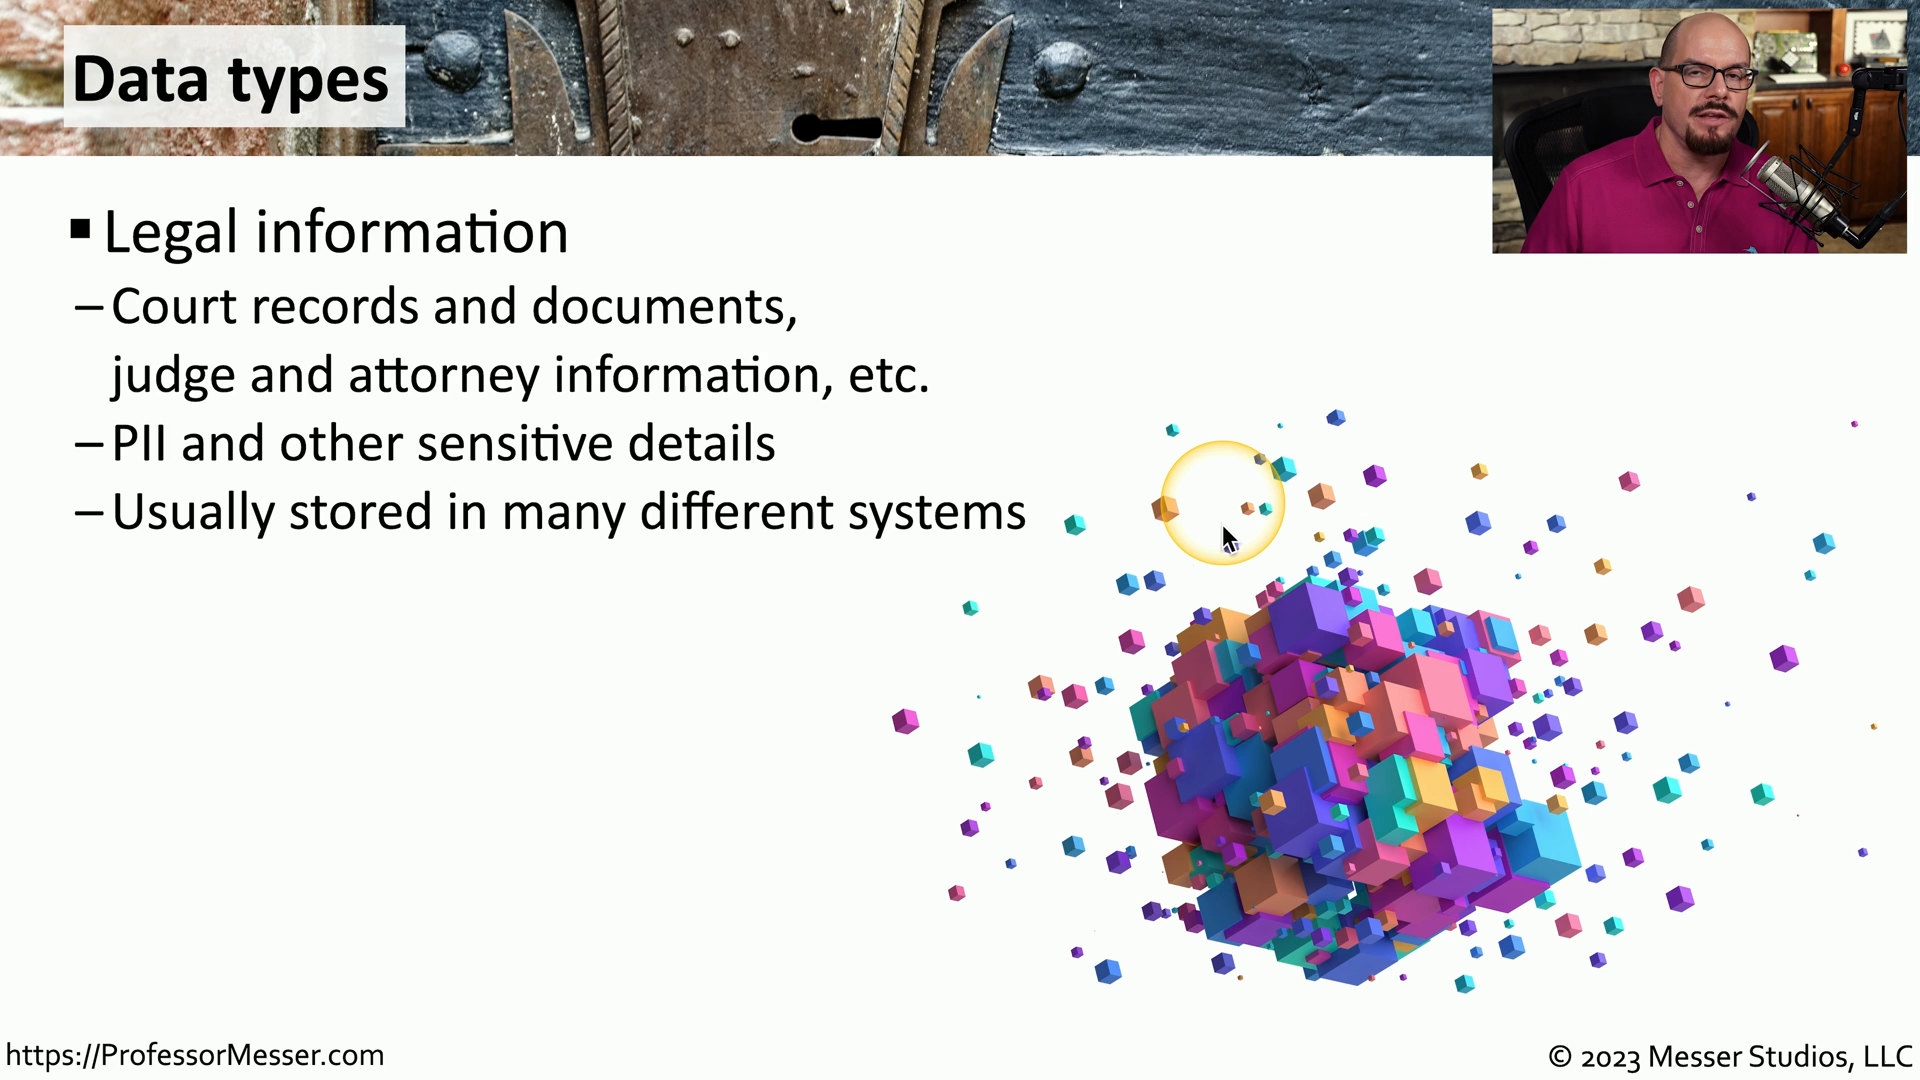 Data types
▪ Legal information
– Court records and documents,
judge and attorney information, etc.
– PII and other sensitive details
– Usually stored in many different systems
https://ProfessorMesser.com
© 2023 Messer Studios, LLC